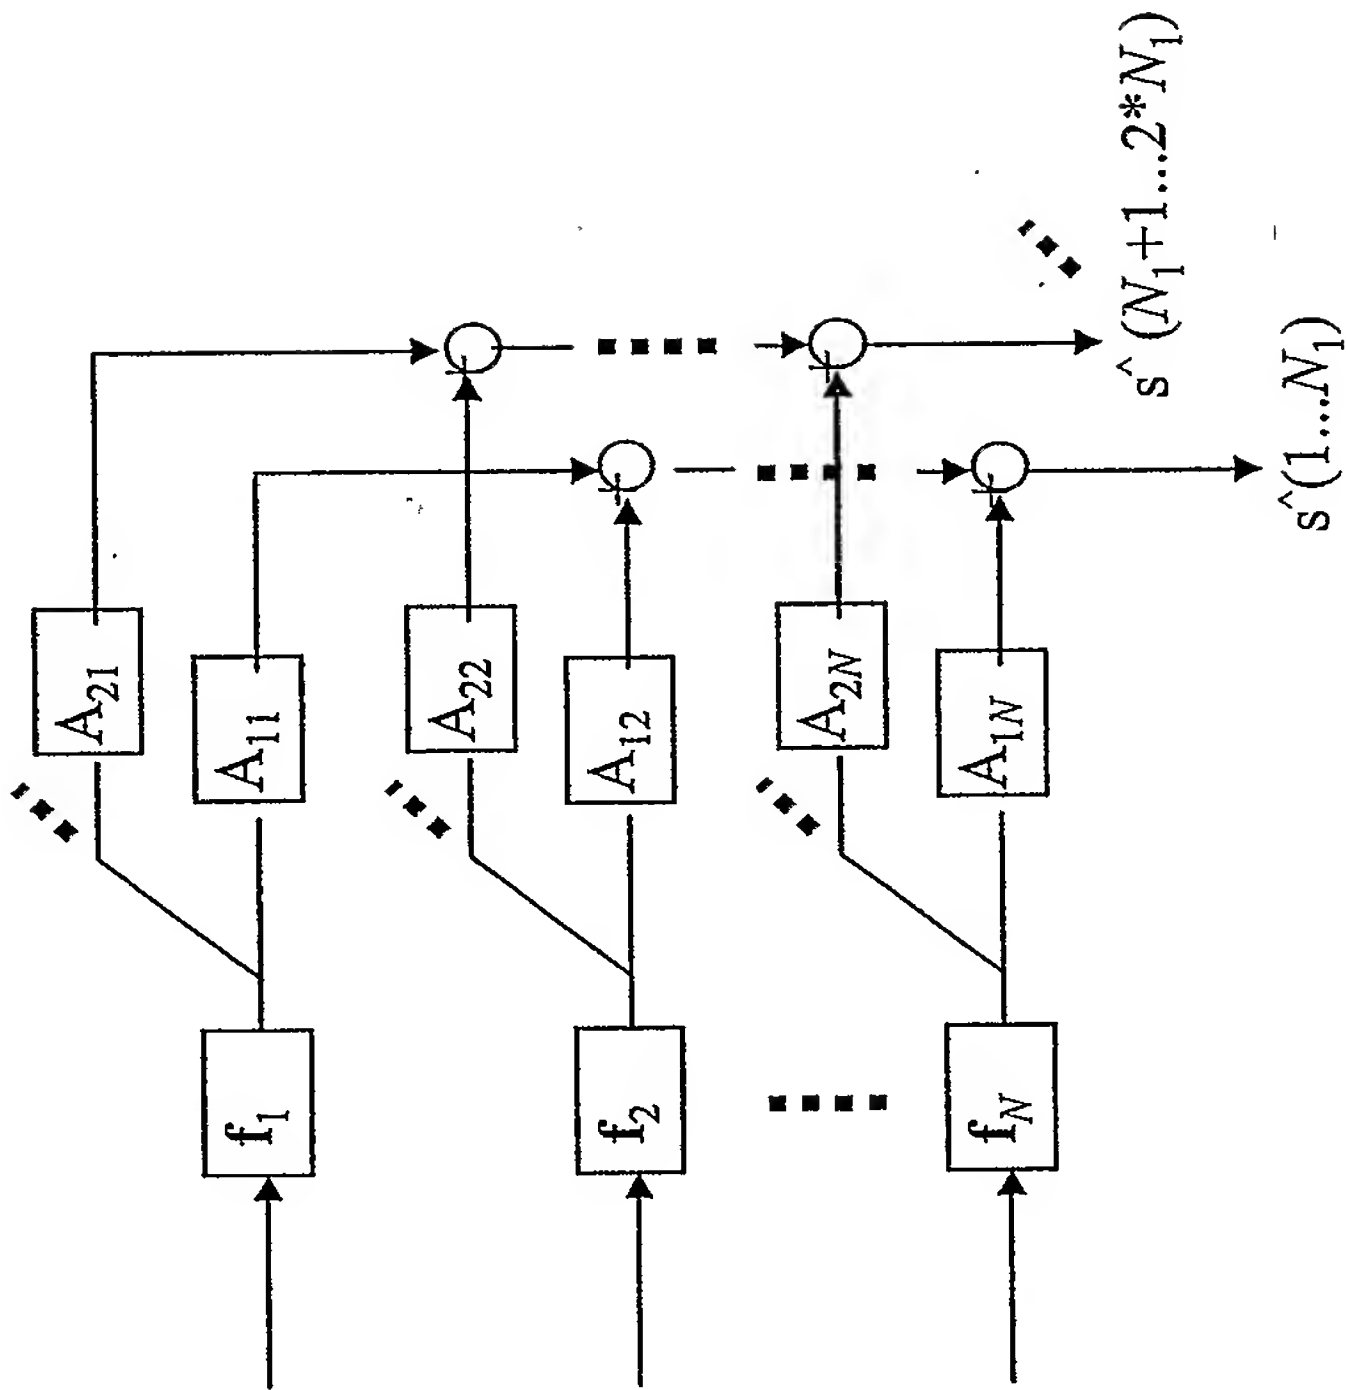 A₂₁
A₁₁
A₂₂
A₁₂
A₂N
A₁N
f₁
f₂
fN
+
+
+
+
ŝ (N₁+1...2*N₁)
ŝ(1...N₁)